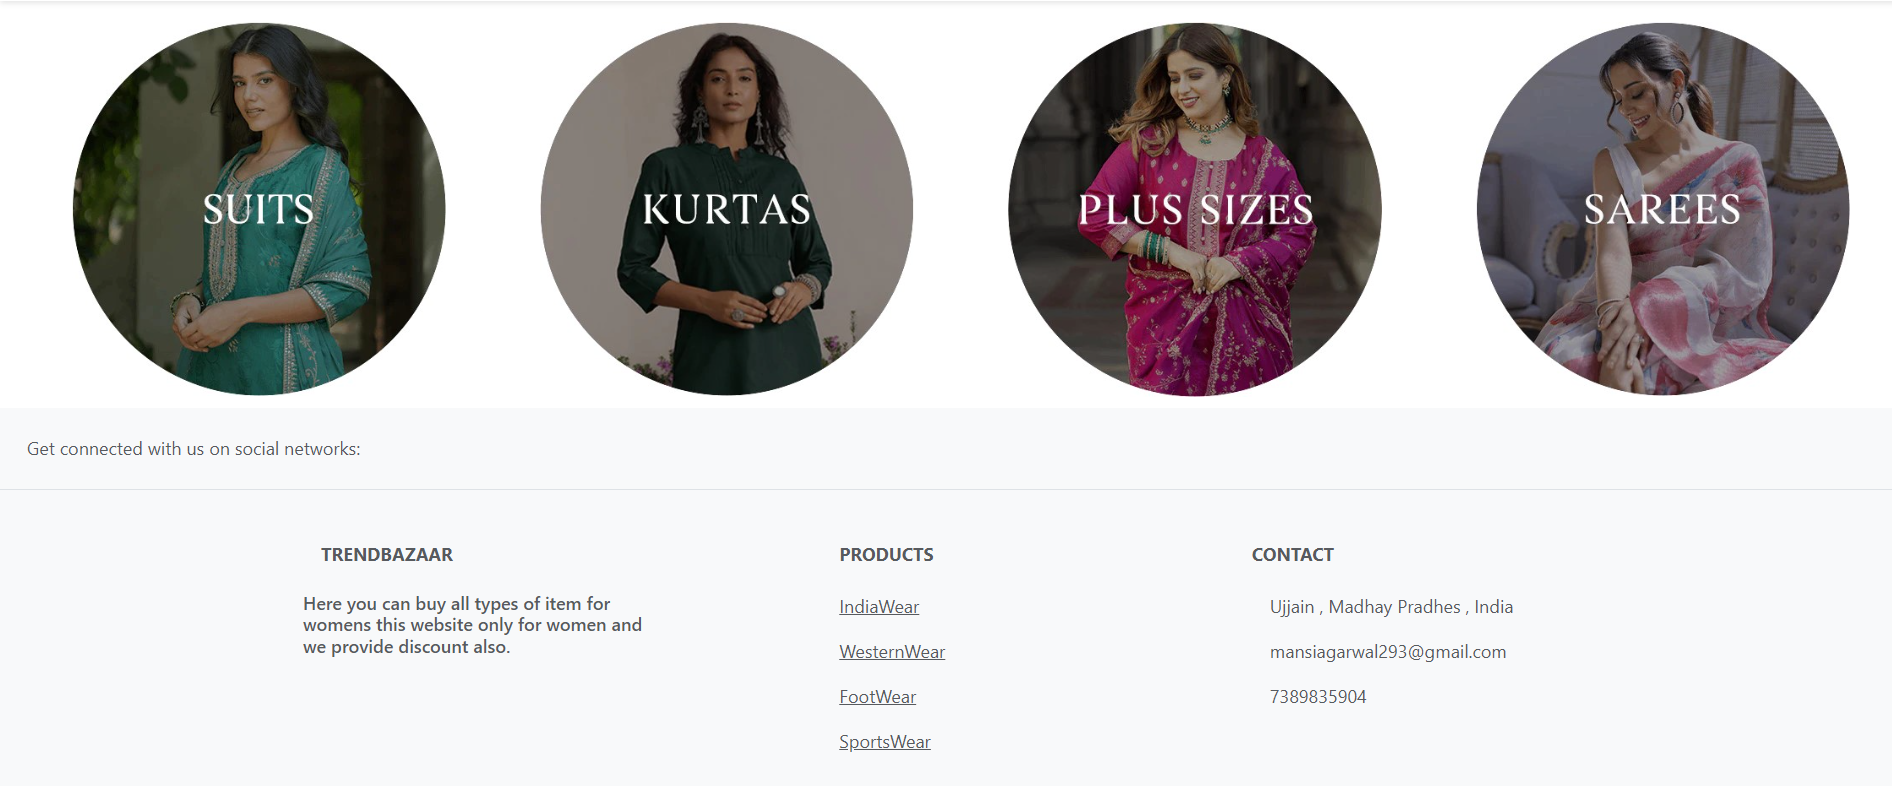 SUITS
KURTAS
PLUS SIZES
SAREES
Get connected with us on social networks:
TRENDBAZAAR
Here you can buy all types of item for
womens this website only for women and
we provide discount also.
PRODUCTS
IndiaWear
WesternWear
FootWear
SportsWear
CONTACT
Ujjain , Madhay Pradhes , India
mansiagarwal293@gmail.com
7389835904